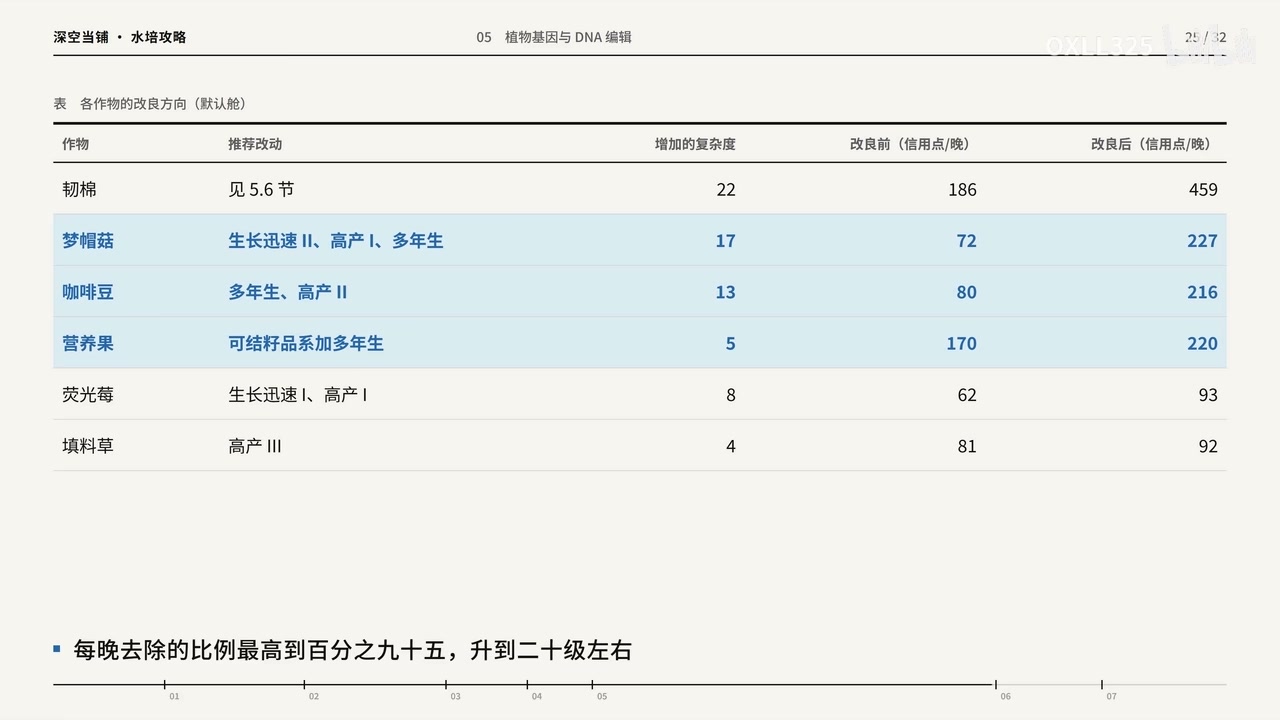 深空当铺 · 水培攻略
05 植物基因与 DNA 编辑
25 / 32
QXLL325
表 各作物的改良方向（默认舱）
作物 推荐改动 增加的复杂度 改良前（信用点/晚） 改良后（信用点/晚）
韧棉 见 5.6 节 22 186 459
梦帽菇 生长迅速 II、高产 I、多年生 17 72 227
咖啡豆 多年生、高产 II 13 80 216
营养果 可结籽品系加多年生 5 170 220
荧光莓 生长迅速 I、高产 I 8 62 93
填料草 高产 III 4 81 92
每晚去除的比例最高到百分之九十五，升到二十级左右
01 02 03 04 05 06 07